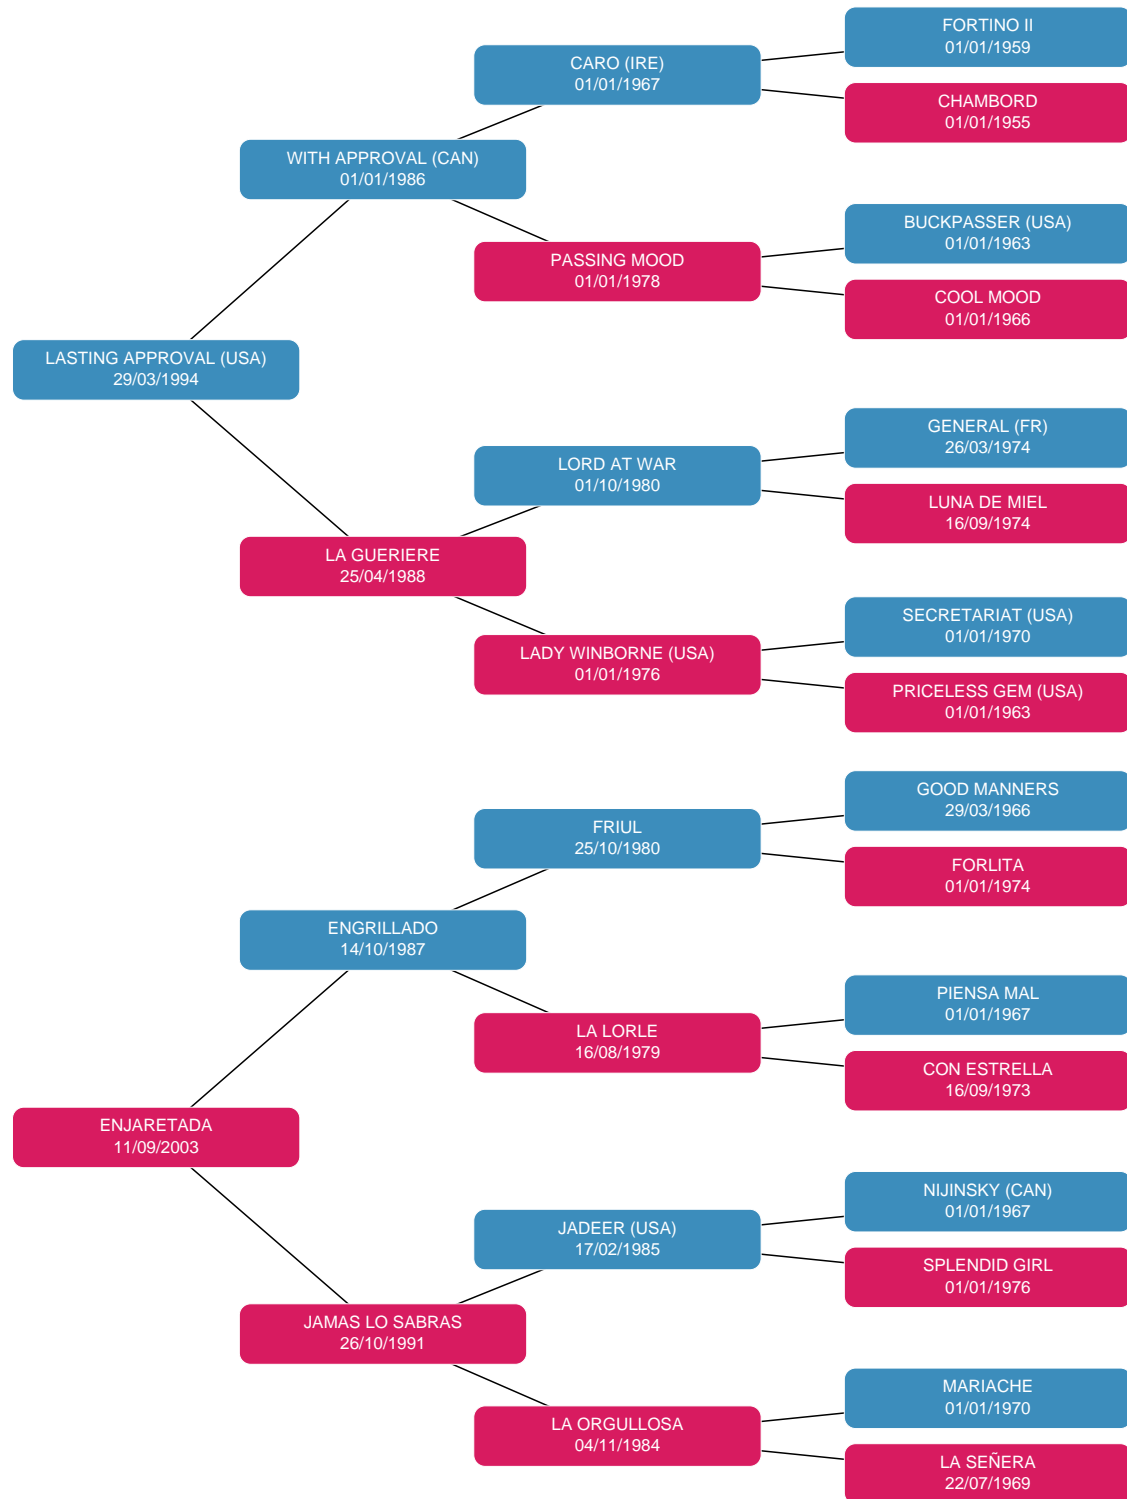 FORTINO II
01/01/1959
CARO (IRE)
01/01/1967
CHAMBORD
01/01/1955
WITH APPROVAL (CAN)
01/01/1986
BUCKPASSER (USA)
01/01/1963
PASSING MOOD
01/01/1978
COOL MOOD
01/01/1966
LASTING APPROVAL (USA)
29/03/1994
GENERAL (FR)
26/03/1974
LORD AT WAR
01/10/1980
LUNA DE MIEL
16/09/1974
LA GUERIERE
25/04/1988
SECRETARIAT (USA)
01/01/1970
LADY WINBORNE (USA)
01/01/1976
PRICELESS GEM (USA)
01/01/1963
GOOD MANNERS
29/03/1966
FRIUL
25/10/1980
FORLITA
01/01/1974
ENGRILLADO
14/10/1987
PIENSA MAL
01/01/1967
LA LORLE
16/08/1979
CON ESTRELLA
16/09/1973
ENJARETADA
11/09/2003
NIJINSKY (CAN)
01/01/1967
JADEER (USA)
17/02/1985
SPLENDID GIRL
01/01/1976
JAMAS LO SABRAS
26/10/1991
MARIACHE
01/01/1970
LA ORGULLOSA
04/11/1984
LA SEÑERA
22/07/1969